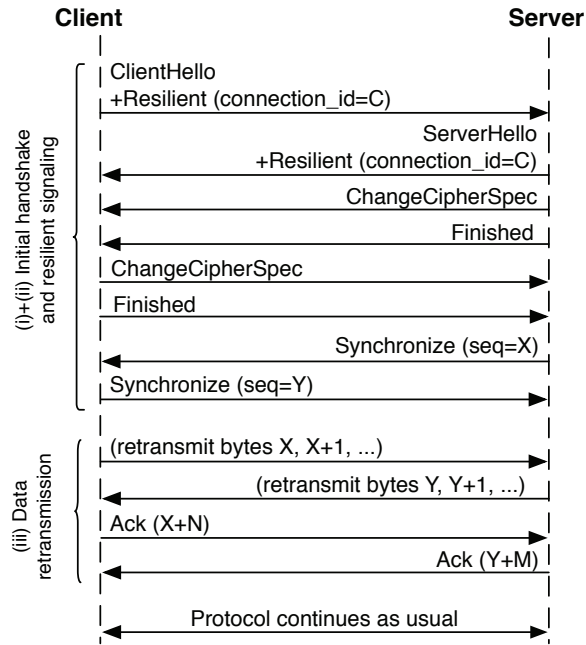 Client
Server
(i)+(ii) Initial handshake
and resilient signaling
ClientHello
+Resilient (connection_id=C)
ServerHello
+Resilient (connection_id=C)
ChangeCipherSpec
Finished
ChangeCipherSpec
Finished
Synchronize (seq=X)
Synchronize (seq=Y)
(iii) Data
retransmission
(retransmit bytes X, X+1, ...)
(retransmit bytes Y, Y+1, ...)
Ack (X+N)
Ack (Y+M)
Protocol continues as usual